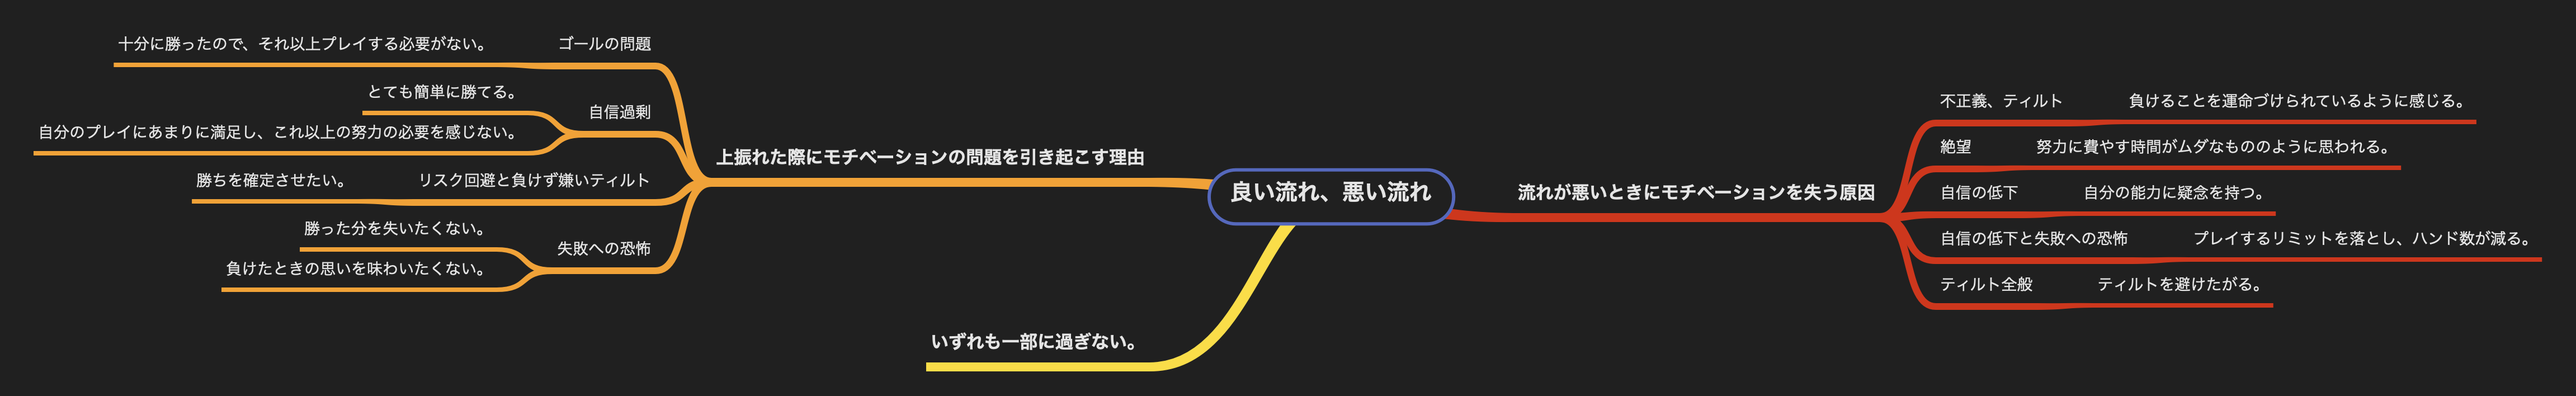 良い流れ、悪い流れ
流れが悪いときにモチベーションを失う原因
不正義、ティルト
負けることを運命づけられているように感じる。
絶望
努力に費やす時間がムダなもののように思われる。
自信の低下
自分の能力に疑念を持つ。
自信の低下と失敗への恐怖
プレイするリミットを落とし、ハンド数が減る。
ティルト全般
ティルトを避けたがる。
上振れた際にモチベーションの問題を引き起こす理由
ゴールの問題
十分に勝ったので、それ以上プレイする必要がない。
自信過剰
とても簡単に勝てる。
自分のプレイにあまりに満足し、これ以上の努力の必要を感じない。
リスク回避と負けず嫌いティルト
勝ちを確定させたい。
失敗への恐怖
勝った分を失いたくない。
負けたときの思いを味わいたくない。
いずれも一部に過ぎない。